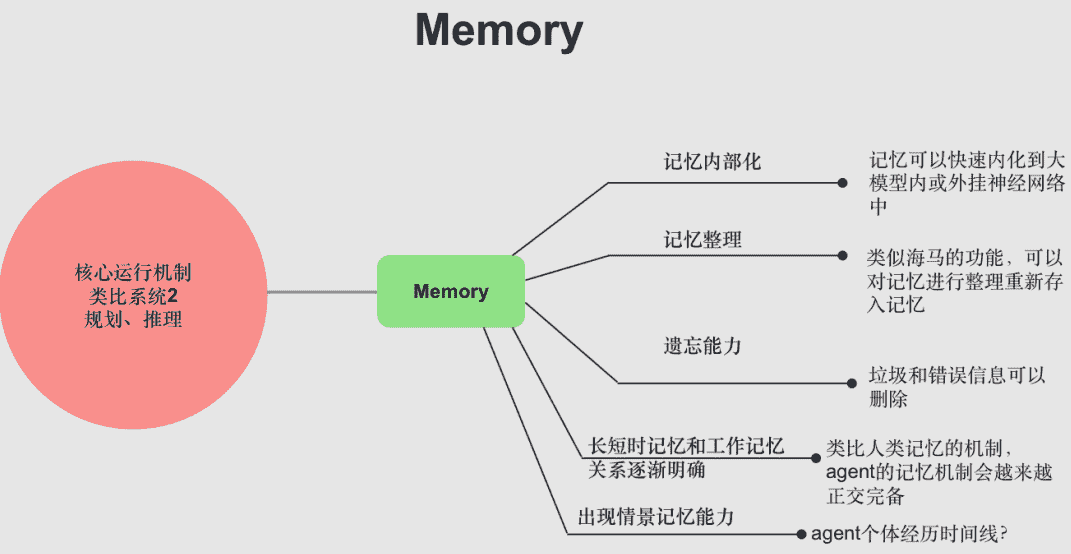 Memory
核心运行机制
类比系统2
规划、推理
Memory
记忆内部化
记忆可以快速内化到大
模型内或外挂神经网络
中
记忆整理
类似海马的功能，可以
对记忆进行整理重新存
入记忆
遗忘能力
垃圾和错误信息可以
删除
长短时记忆和工作记忆
关系逐渐明确
类比人类记忆的机制，
agent的记忆机制会越来越
正文完备
出现情景记忆能力
agent个体经历时间线?